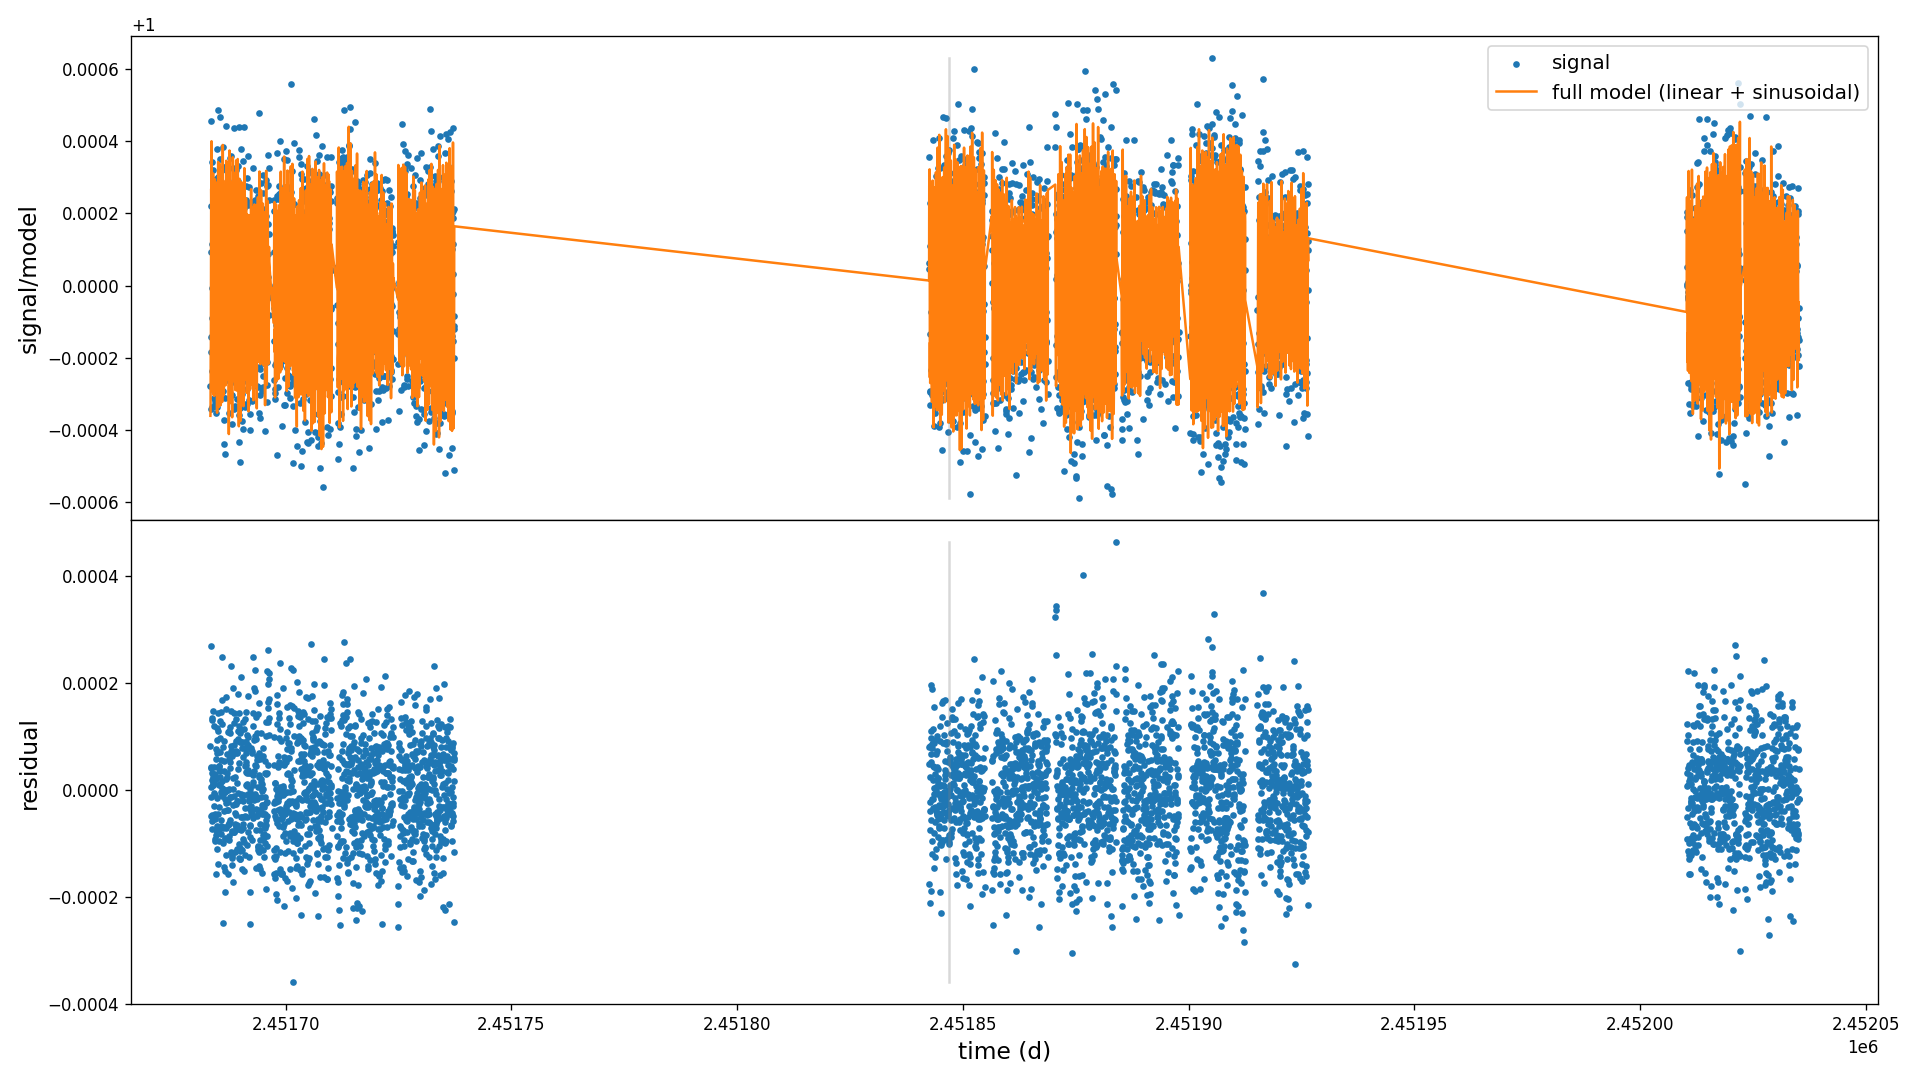 +1
signal/model
0.0006
0.0004
0.0002
0.0000
−0.0002
−0.0004
−0.0006
signal
full model (linear + sinusoidal)
residual
0.0004
0.0002
0.0000
−0.0002
−0.0004
2.45170 2.45175 2.45180 2.45185 2.45190 2.45195 2.45200 2.45205
1e6
time (d)